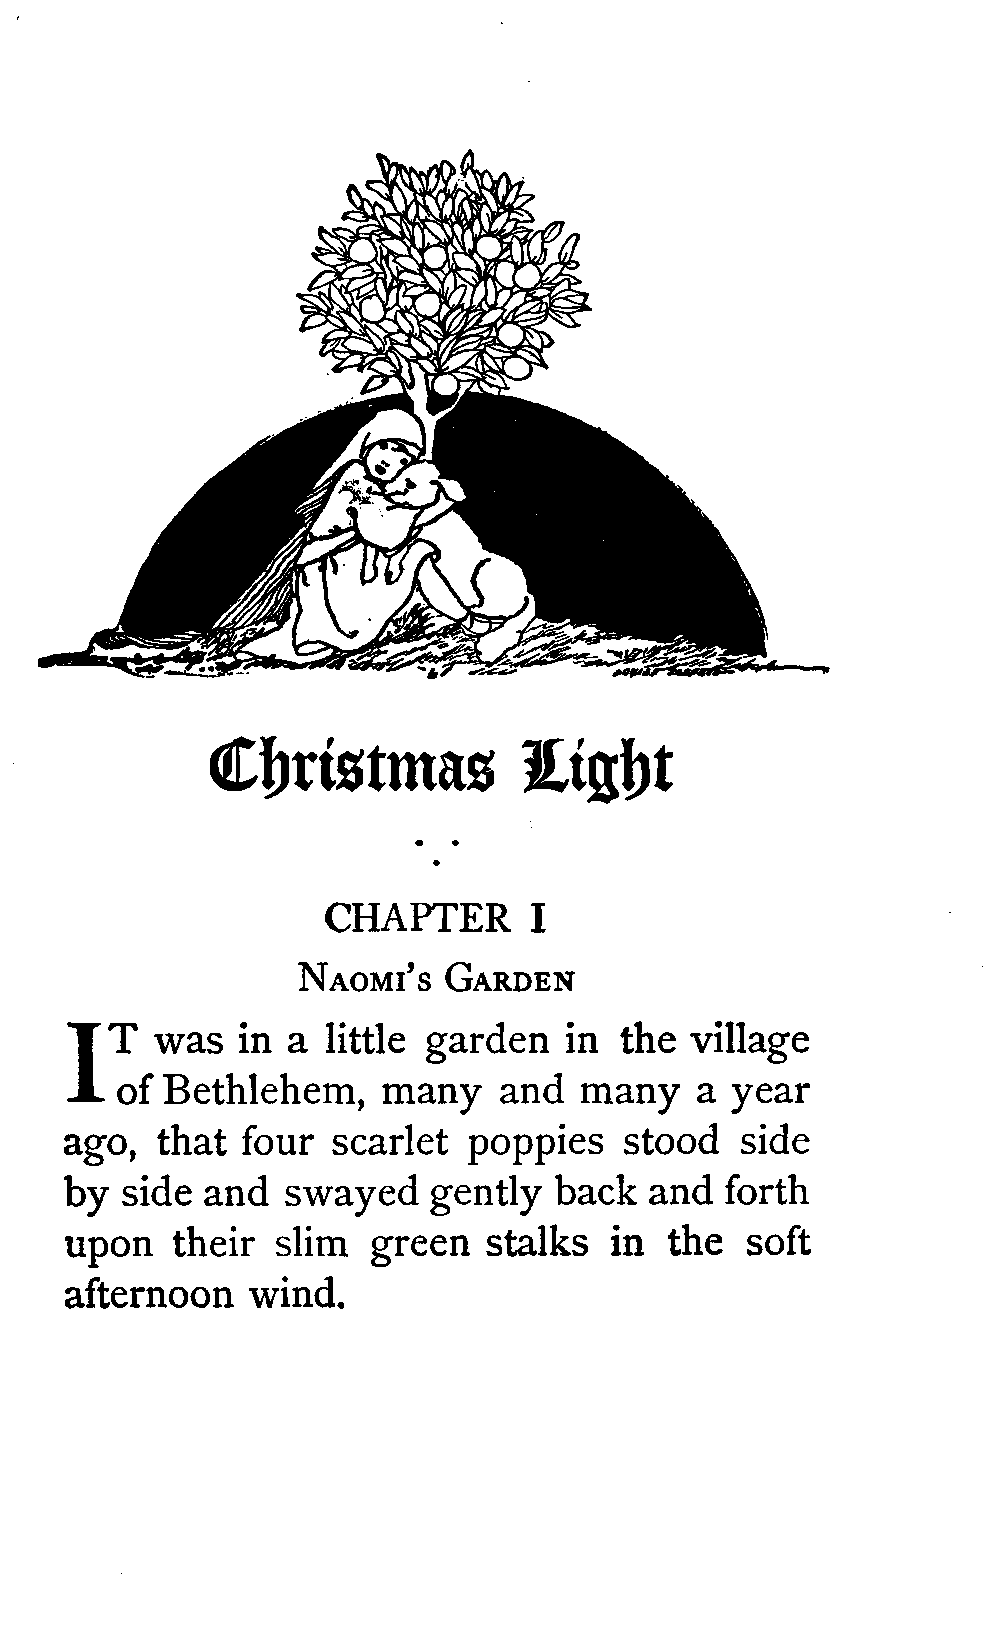 Christmas Light
CHAPTER I
NAOMI'S GARDEN
IT was in a little garden in the village
of Bethlehem, many and many a year
ago, that four scarlet poppies stood side
by side and swayed gently back and forth
upon their slim green stalks in the soft
afternoon wind.